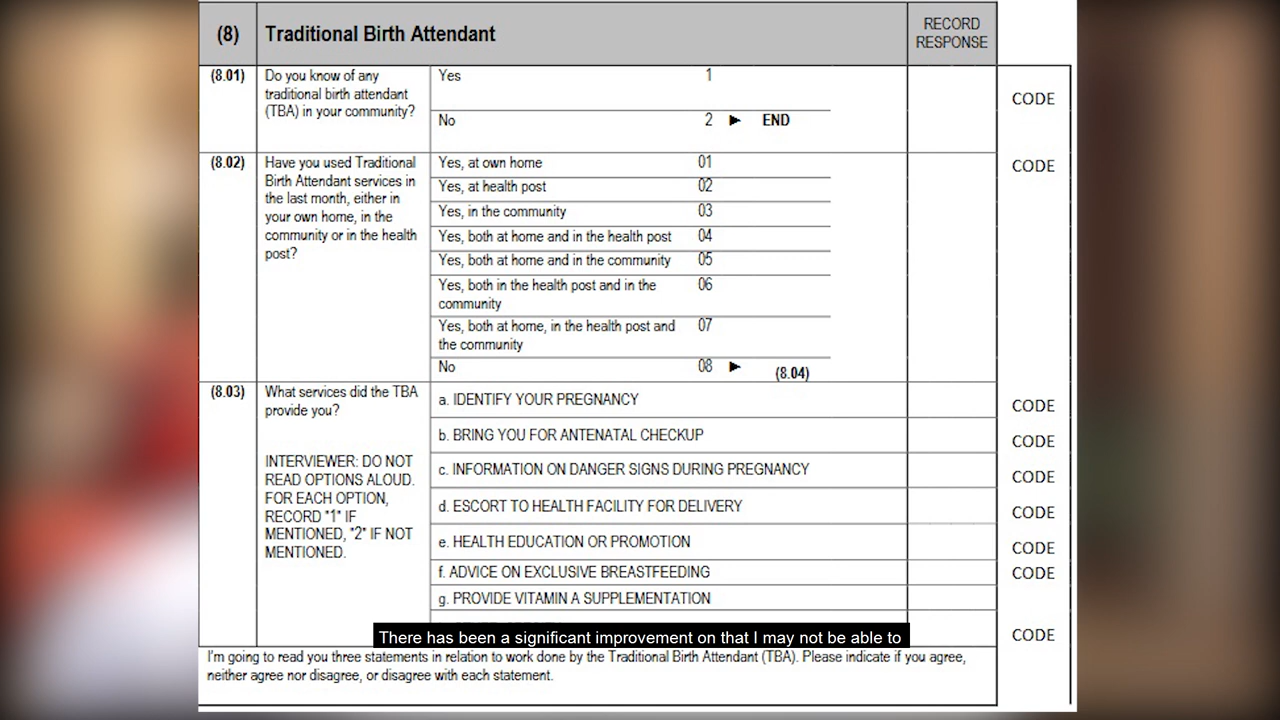 (8) Traditional Birth Attendant RECORD
RESPONSE
(8.01) Do you know of any
traditional birth attendant
(TBA) in your community?
Yes 1
No 2 ► END
CODE
(8.02) Have you used Traditional
Birth Attendant services in
the last month, either in
your own home, in the
community or in the health
post?
Yes, at own home 01
Yes, at health post 02
Yes, in the community 03
Yes, both at home and in the health post 04
Yes, both at home and in the community 05
Yes, both in the health post and in the 06
community
Yes, both at home, in the health post and 07
the community
No 08 ► (8.04)
CODE
(8.03) What services did the TBA
provide you?
INTERVIEWER: DO NOT
READ OPTIONS ALOUD.
FOR EACH OPTION,
RECORD "1" IF
MENTIONED, "2" IF NOT
MENTIONED.
a. IDENTIFY YOUR PREGNANCY CODE
b. BRING YOU FOR ANTENATAL CHECKUP CODE
c. INFORMATION ON DANGER SIGNS DURING PREGNANCY CODE
d. ESCORT TO HEALTH FACILITY FOR DELIVERY CODE
e. HEALTH EDUCATION OR PROMOTION CODE
f. ADVICE ON EXCLUSIVE BREASTFEEDING CODE
g. PROVIDE VITAMIN A SUPPLEMENTATION
CODE
There has been a significant improvement on that I may not be able to
I'm going to read you three statements in relation to work done by the Traditional Birth Attendant (TBA). Please indicate if you agree,
neither agree nor disagree, or disagree with each statement.